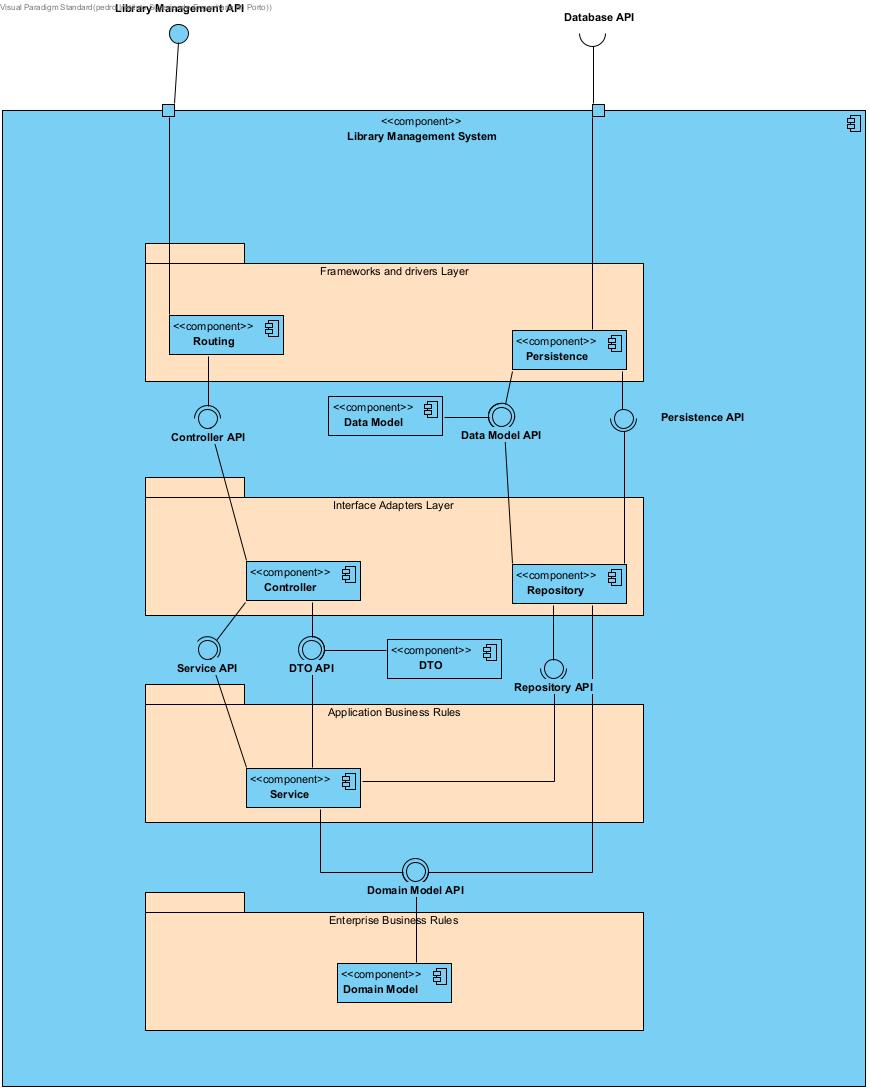 Visual Paradigm Standard(pedro
Porto))
Library Management API
Database API
<<component>>
Library Management System
Frameworks and drivers Layer
<<component>>
Routing
<<component>>
Persistence
<<component>>
Data Model
Controller API
Data Model API
Persistence API
Interface Adapters Layer
<<component>>
Controller
<<component>>
Repository
Service API
DTO API
<<component>>
DTO
Repository API
Application Business Rules
<<component>>
Service
Domain Model API
Enterprise Business Rules
<<component>>
Domain Model